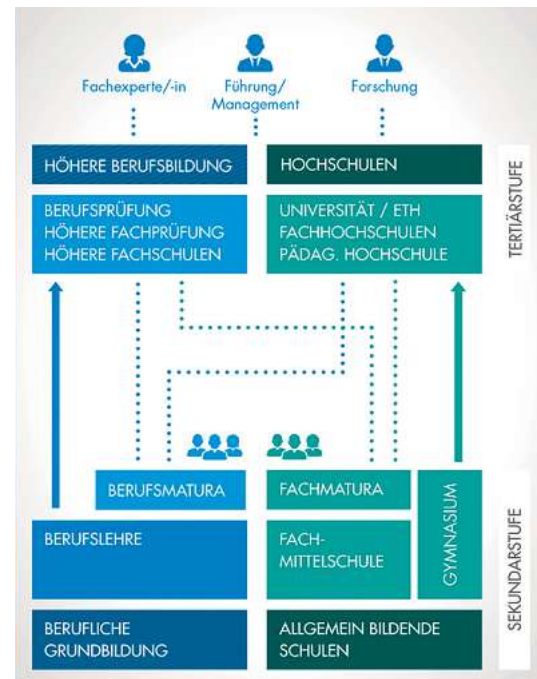 Fachexperte/-in
Führung/
Management
Forschung
HÖHERE BERUFSBILDUNG
HOCHSCHULEN
BERUFSPRÜFUNG
HÖHERE FACHPRÜFUNG
HÖHERE FACHSCHULEN
UNIVERSITÄT / ETH
FACHHOCHSCHULEN
PÄDAG. HOCHSCHULE
TERTIÄRSTUFE
BERUFSMATURA
FACHMATURA
GYMNASIUM
BERUFSLEHRE
FACH-
MITTELSCHULE
SEKUNDARSTUFE
BERUFLICHE
GRUNDBILDUNG
ALLGEMEIN BILDENDE
SCHULEN